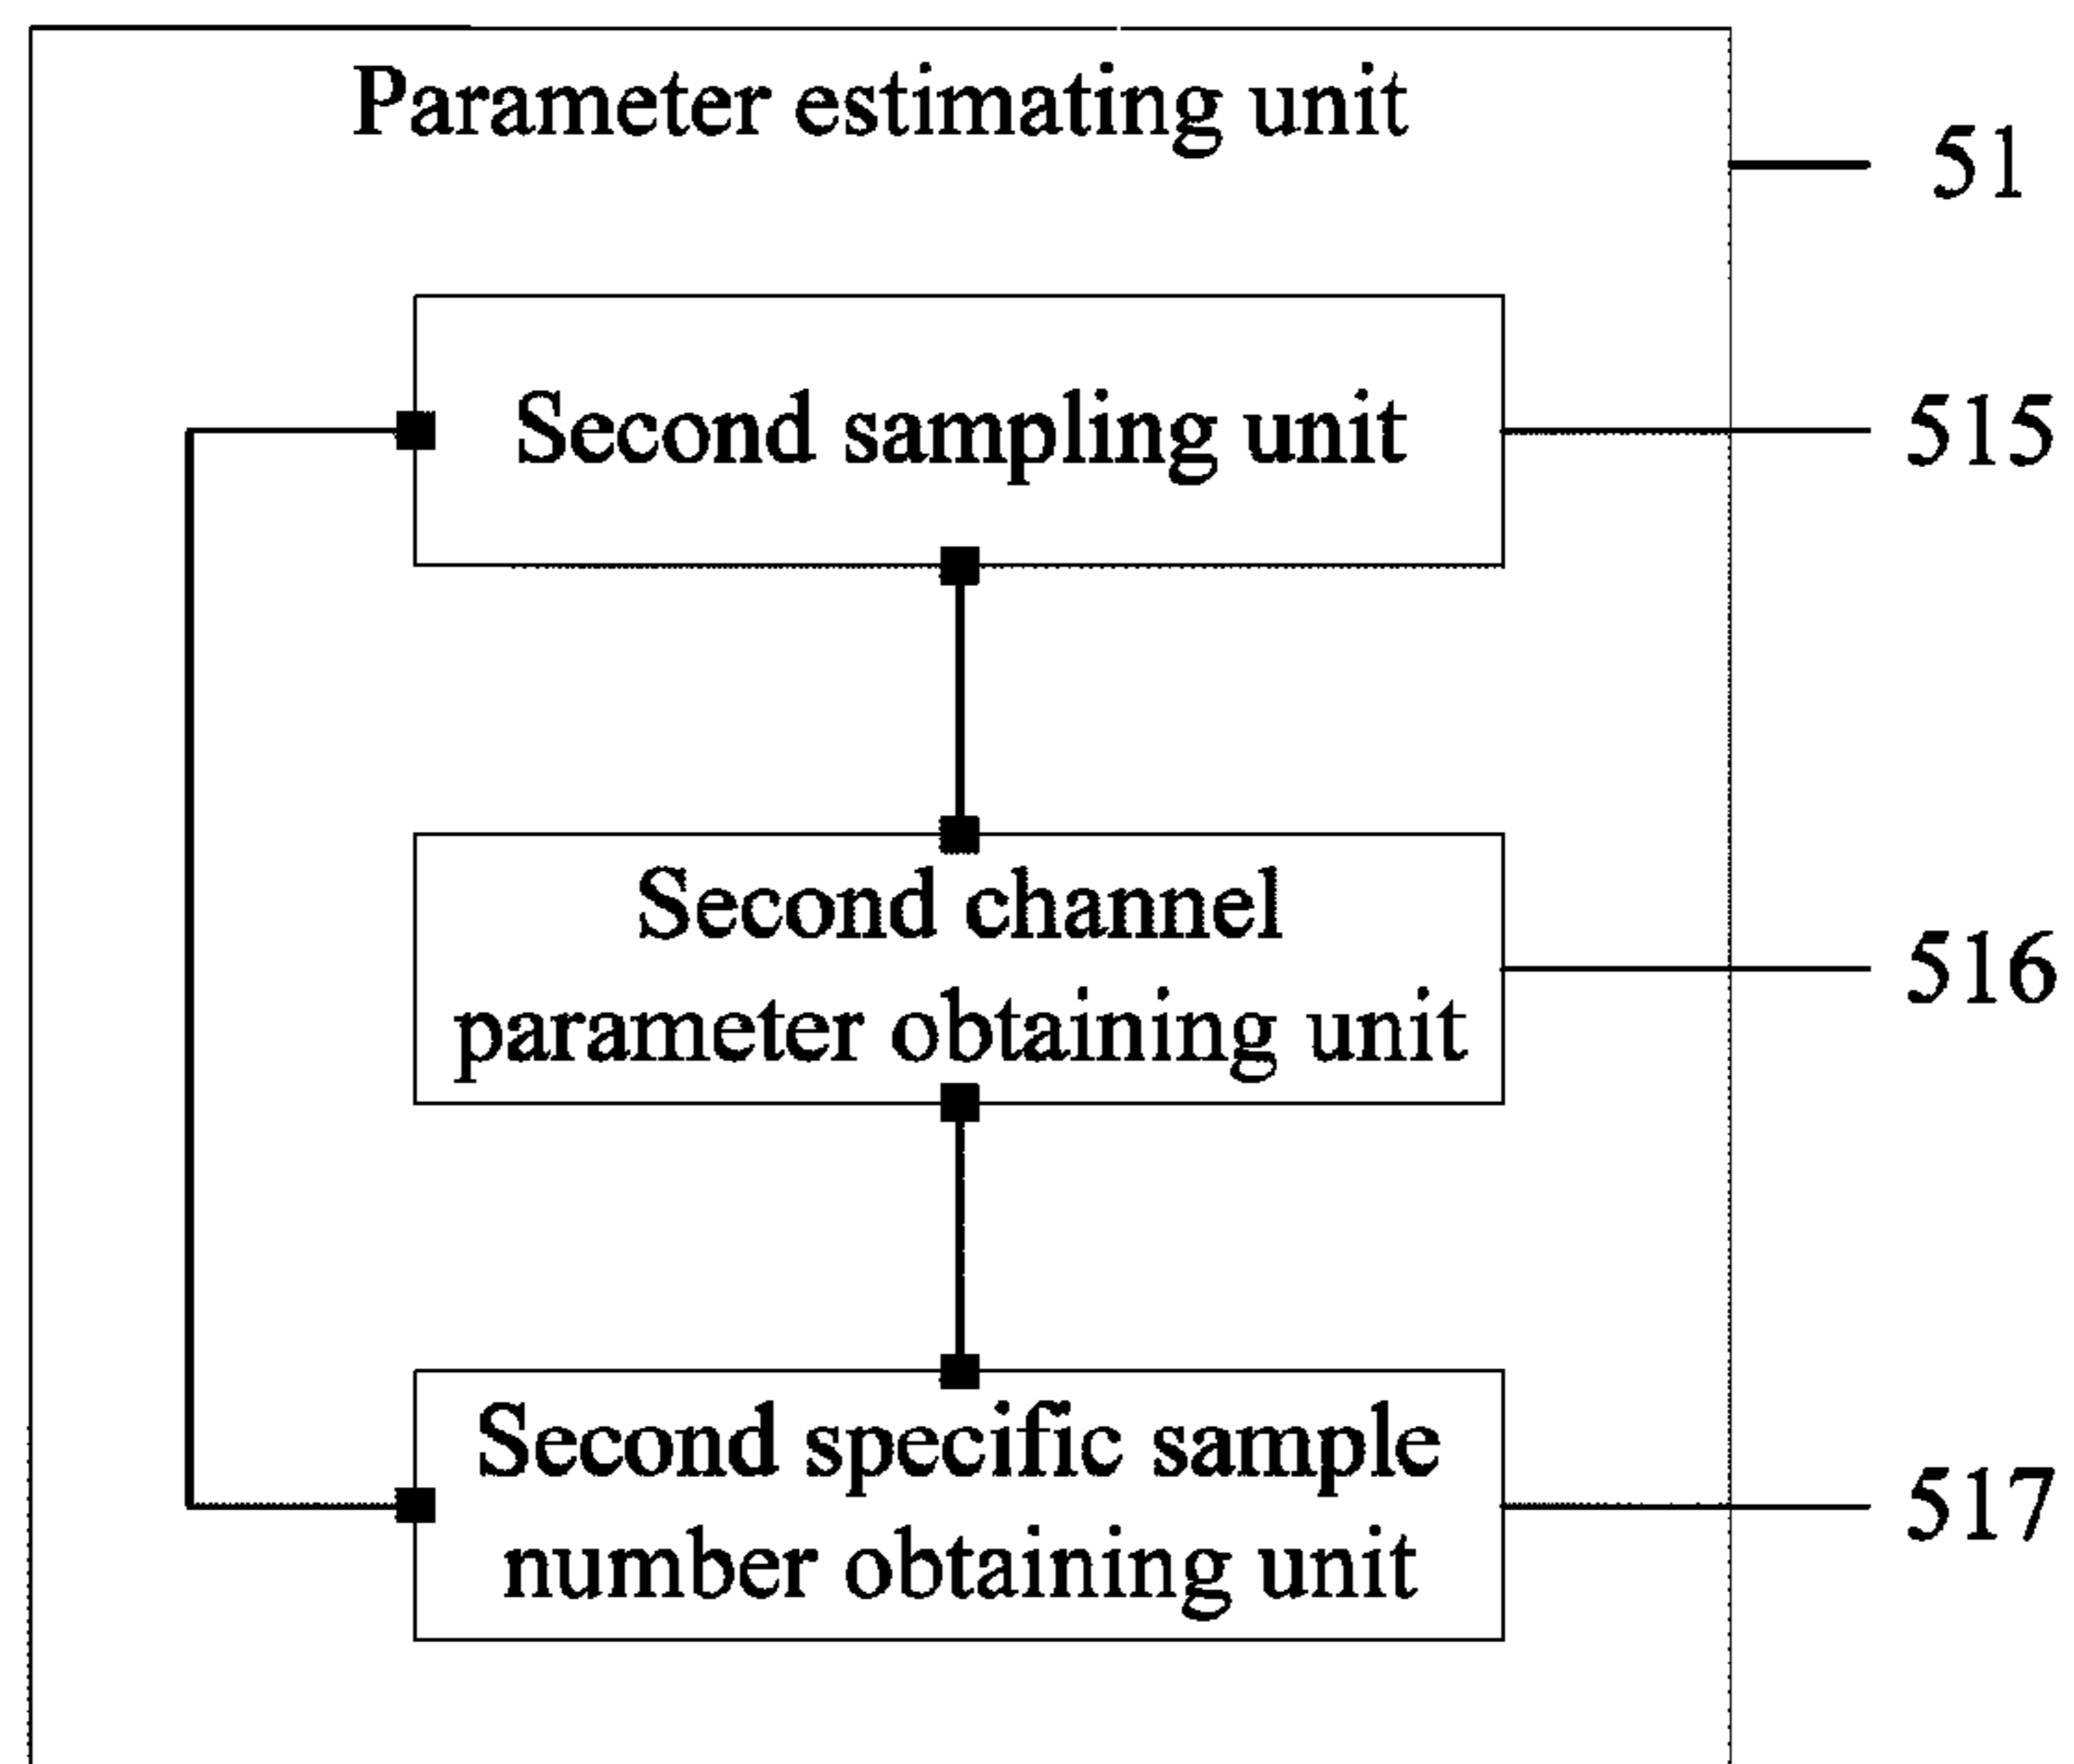 Parameter estimating unit
51
Second sampling unit
515
Second channel
parameter obtaining unit
516
Second specific sample
number obtaining unit
517